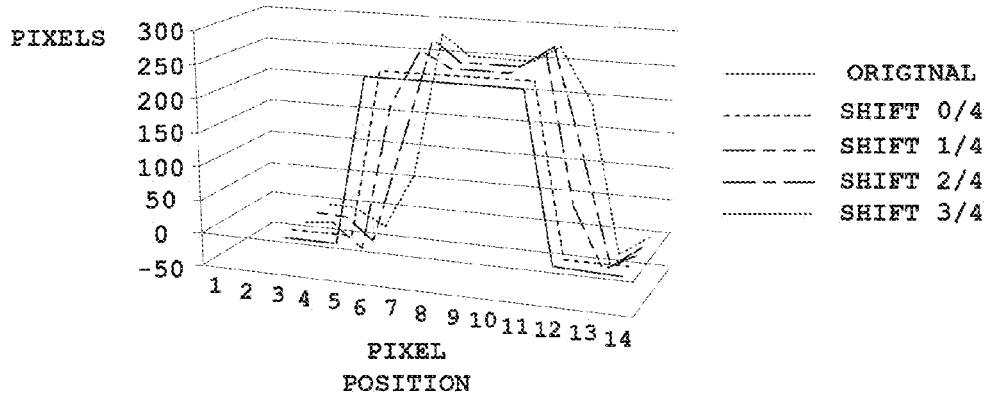 PIXELS
300
250
200
150
100
50
0
-50
1 2 3 4 5 6 7 8 9 10 11 12 13 14
PIXEL
POSITION
ORIGINAL
SHIFT 0/4
SHIFT 1/4
SHIFT 2/4
SHIFT 3/4